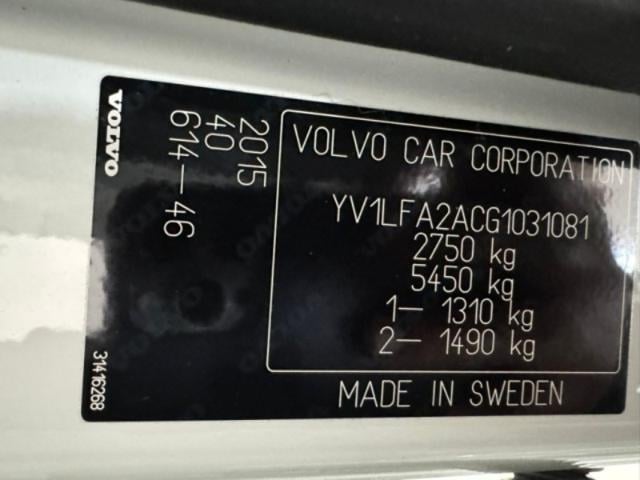 VOLVO
614-46
40
2015
VOLVO CAR CORPORATION
YV1LFA2ACG1031081
2750 kg
5450 kg
1- 1310 kg
2- 1490 kg
MADE IN SWEDEN
31416268